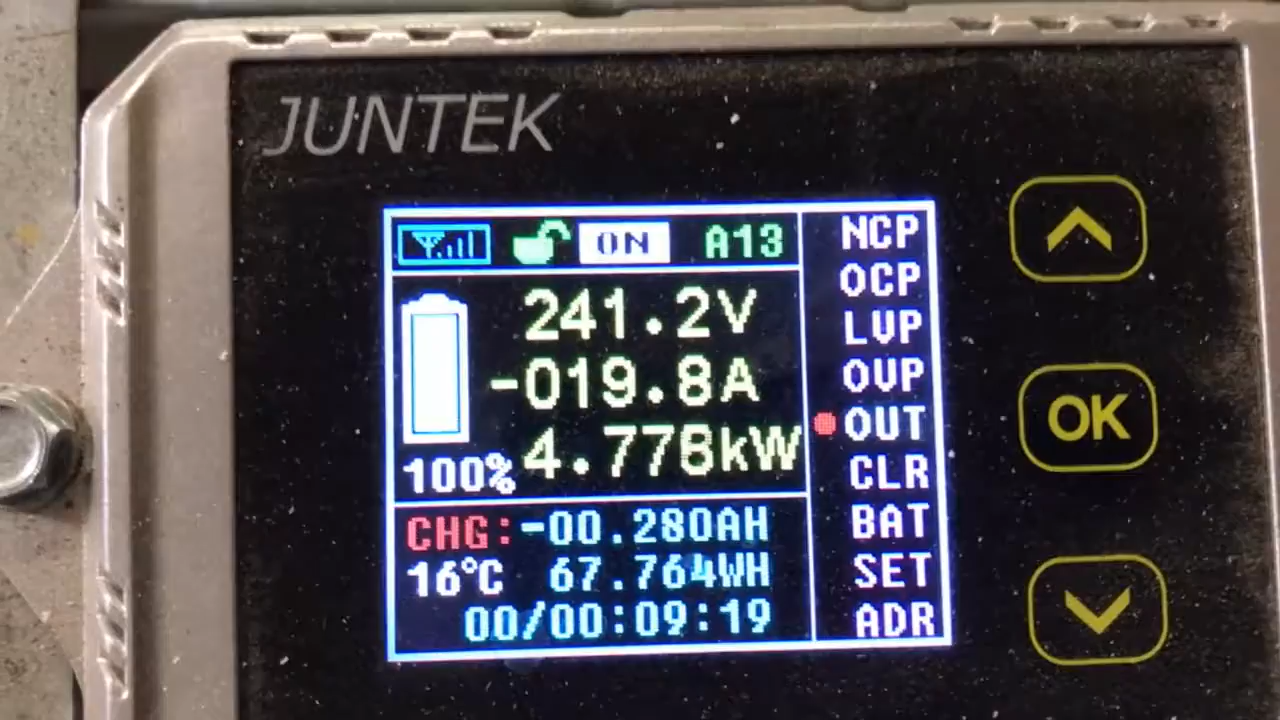 JUNTEK
ON A13
241.2V
-019.8A
4.778kW
100%
CHG:-00.280AH
16°C 67.764WH
00/00:09:19
NCP
OCP
LVP
OVP
OUT
CLR
BAT
SET
ADR
OK